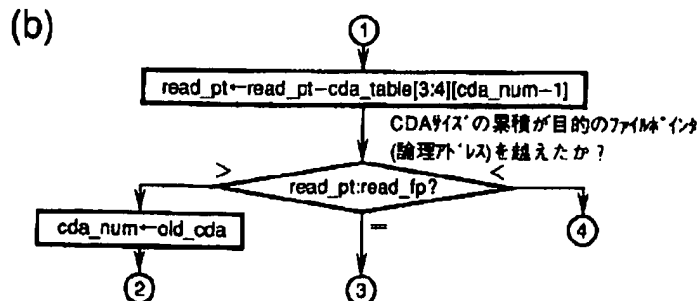 (b)
①
read_pt←read_pt-cda_table[3:4][cda_num-1]
CDAサイズの累積が目的のファイルポインタ
(論理アドレス)を越えたか?
> <
read_pt:read_fp?
cda_num←old_cda
=
④
② ③